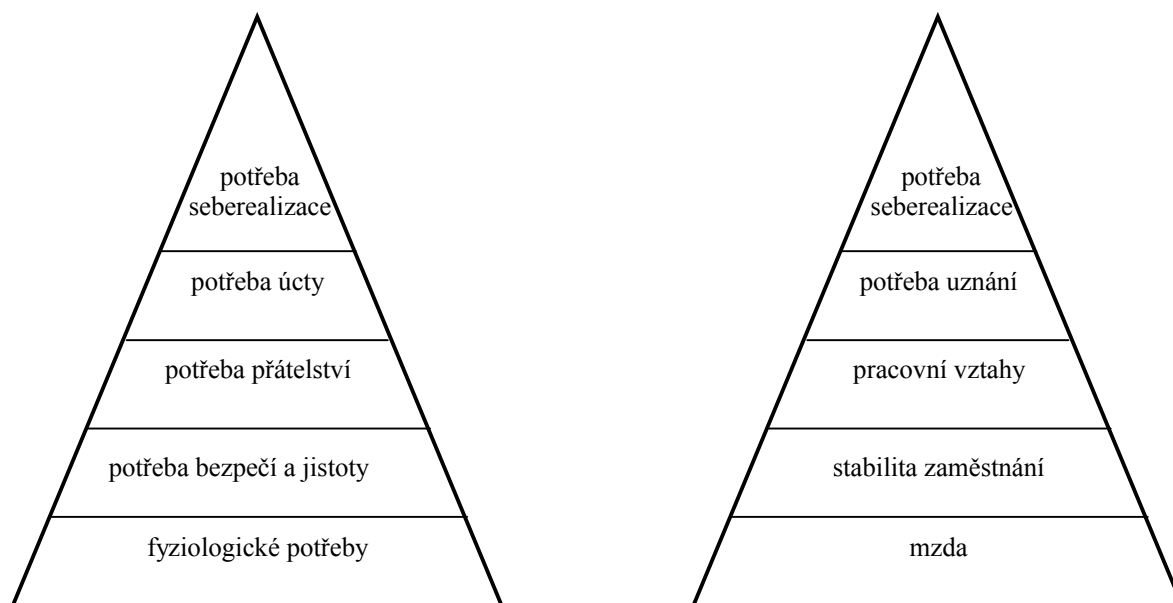 potřeba
seberealizace
potřeba úcty
potřeba přátelství
potřeba bezpečí a jistoty
fyziologické potřeby
potřeba
seberealizace
potřeba uznání
pracovní vztahy
stabilita zaměstnání
mzda